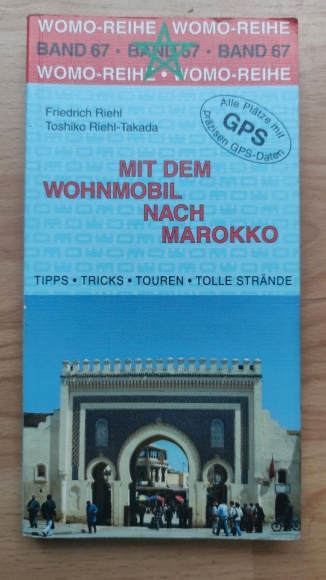 WOMO-REIHE WOMO-REIHE
BAND 67 · BAND 67 · BAND 67
WOMO-REIHE · WOMO-REIHE
Friedrich Riehl
Toshiko Riehl-Takada
Alle Plätze mit
GPS
präzisen GPS-Daten
MIT DEM
WOHNMOBIL
NACH
MAROKKO
TIPPS • TRICKS • TOUREN • TOLLE STRÄNDE